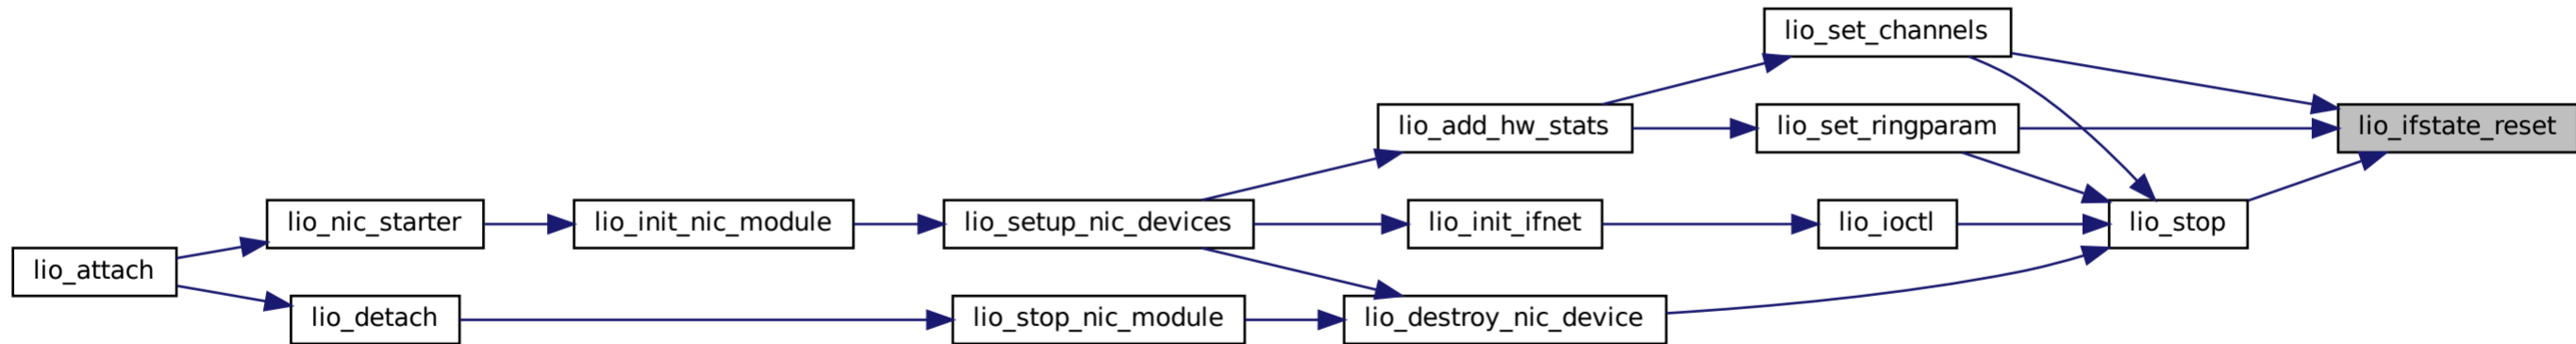 lio_set_channels
lio_add_hw_stats
lio_set_ringparam
lio_ifstate_reset
lio_nic_starter
lio_init_nic_module
lio_setup_nic_devices
lio_init_ifnet
lio_ioctl
lio_stop
lio_attach
lio_detach
lio_stop_nic_module
lio_destroy_nic_device